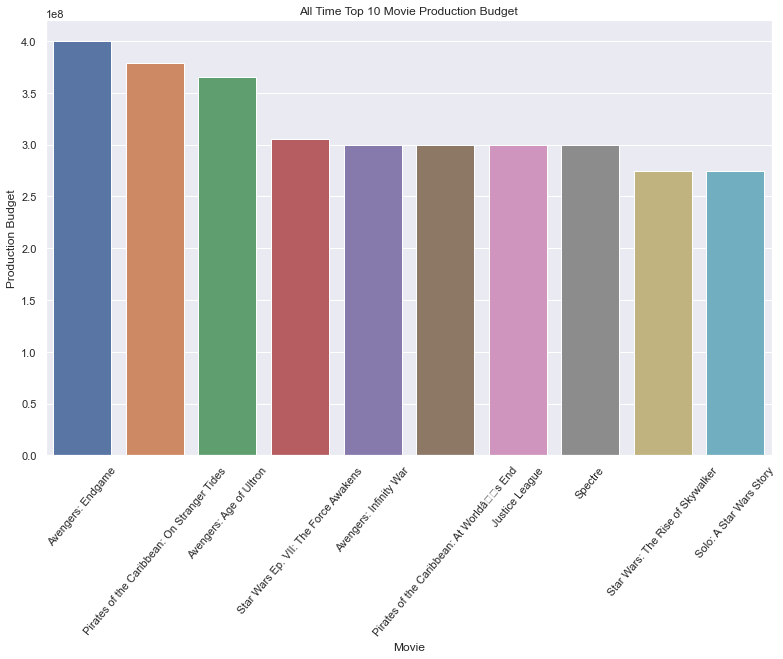 All Time Top 10 Movie Production Budget
1e8
4.0
3.5
3.0
2.5
2.0
1.5
1.0
0.5
0.0
Production Budget
Avengers: Endgame
Pirates of the Caribbean: On Stranger Tides
Avengers: Age of Ultron
Star Wars Ep. VII: The Force Awakens
Avengers: Infinity War
Pirates of the Caribbean: At Worldâ□□s End
Justice League
Spectre
Star Wars: The Rise of Skywalker
Solo: A Star Wars Story
Movie